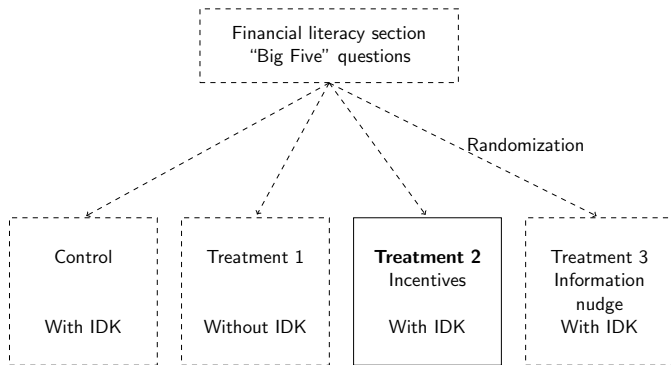 Financial literacy section
“Big Five” questions
Randomization
Control
With IDK
Treatment 1
Without IDK
Treatment 2
Incentives
With IDK
Treatment 3
Information
nudge
With IDK